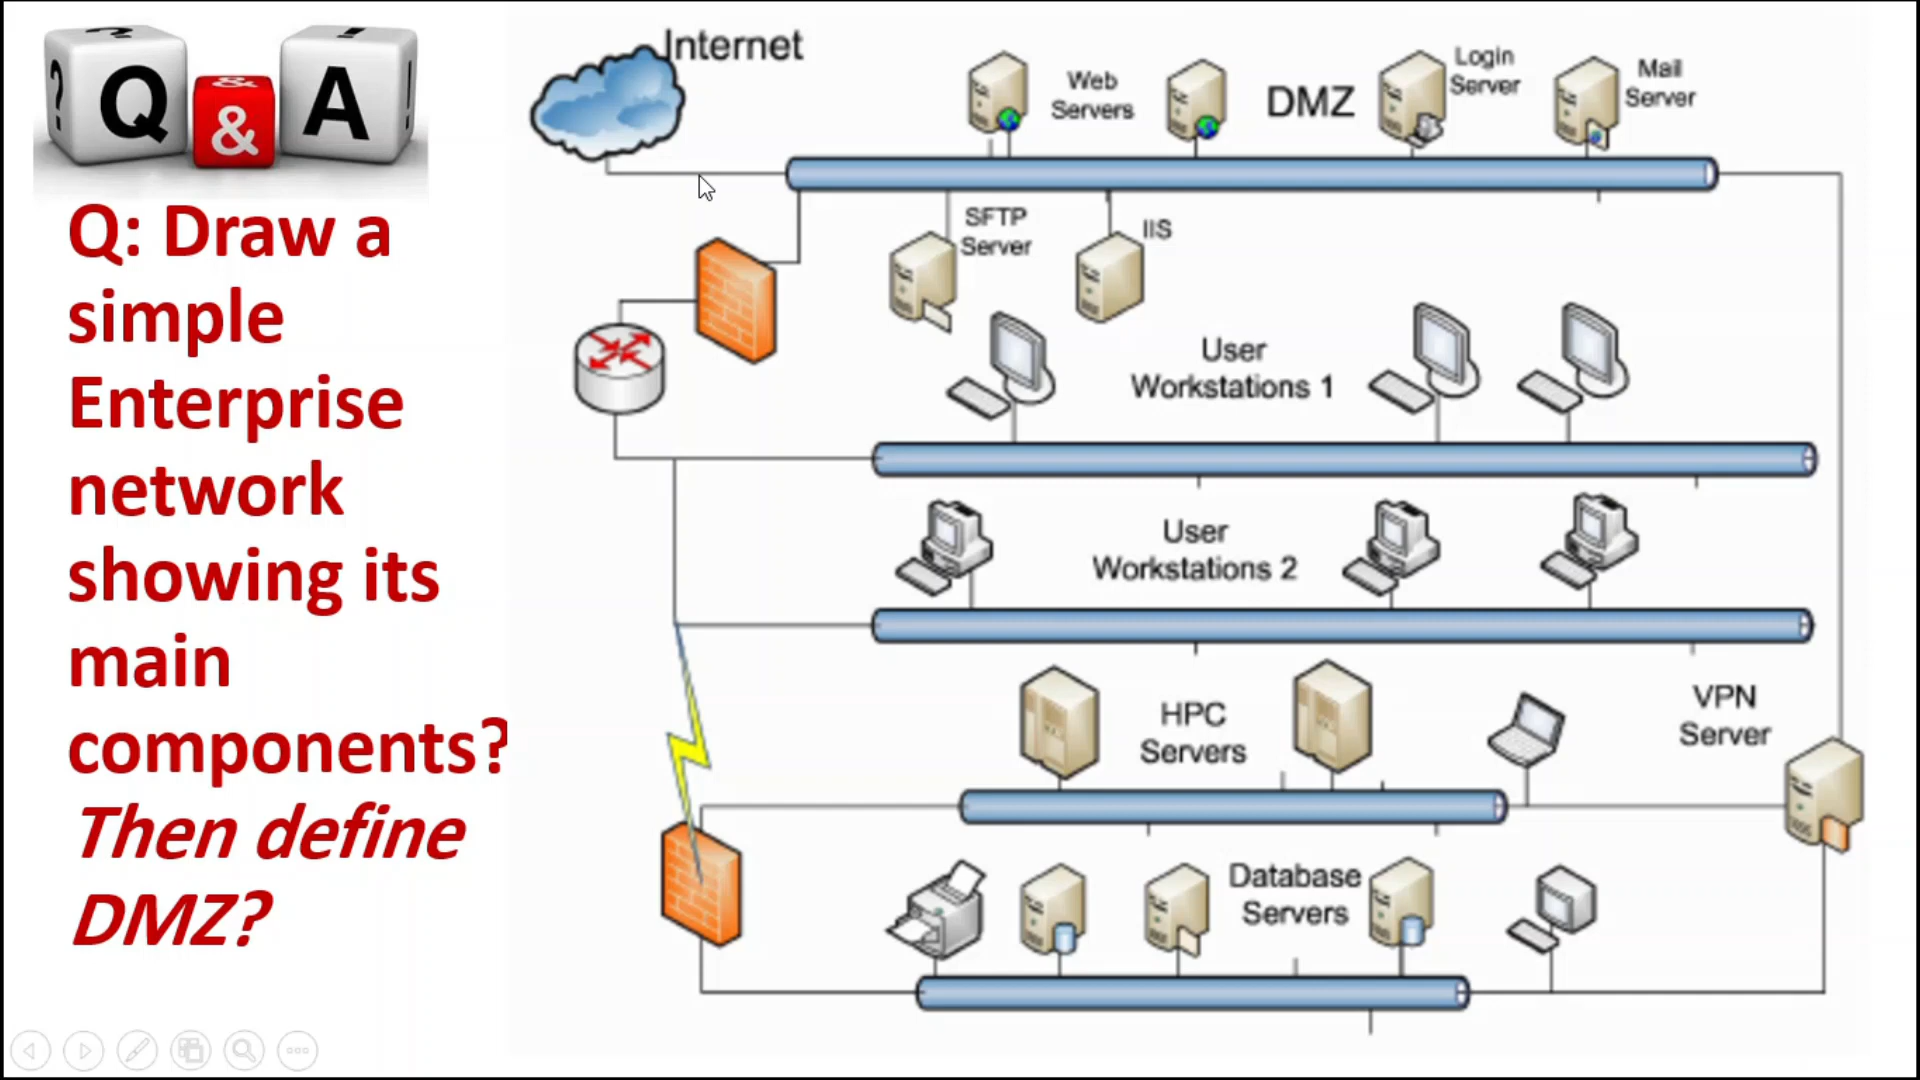 ? Q & & A ! !
Q: Draw a
simple
Enterprise
network
showing its
main
components?
Then define
DMZ?
Internet
Web
Servers
DMZ
Login
Server
Mail
Server
SFTP
Server
IIS
User
Workstations 1
User
Workstations 2
HPC
Servers
VPN
Server
Database
Servers